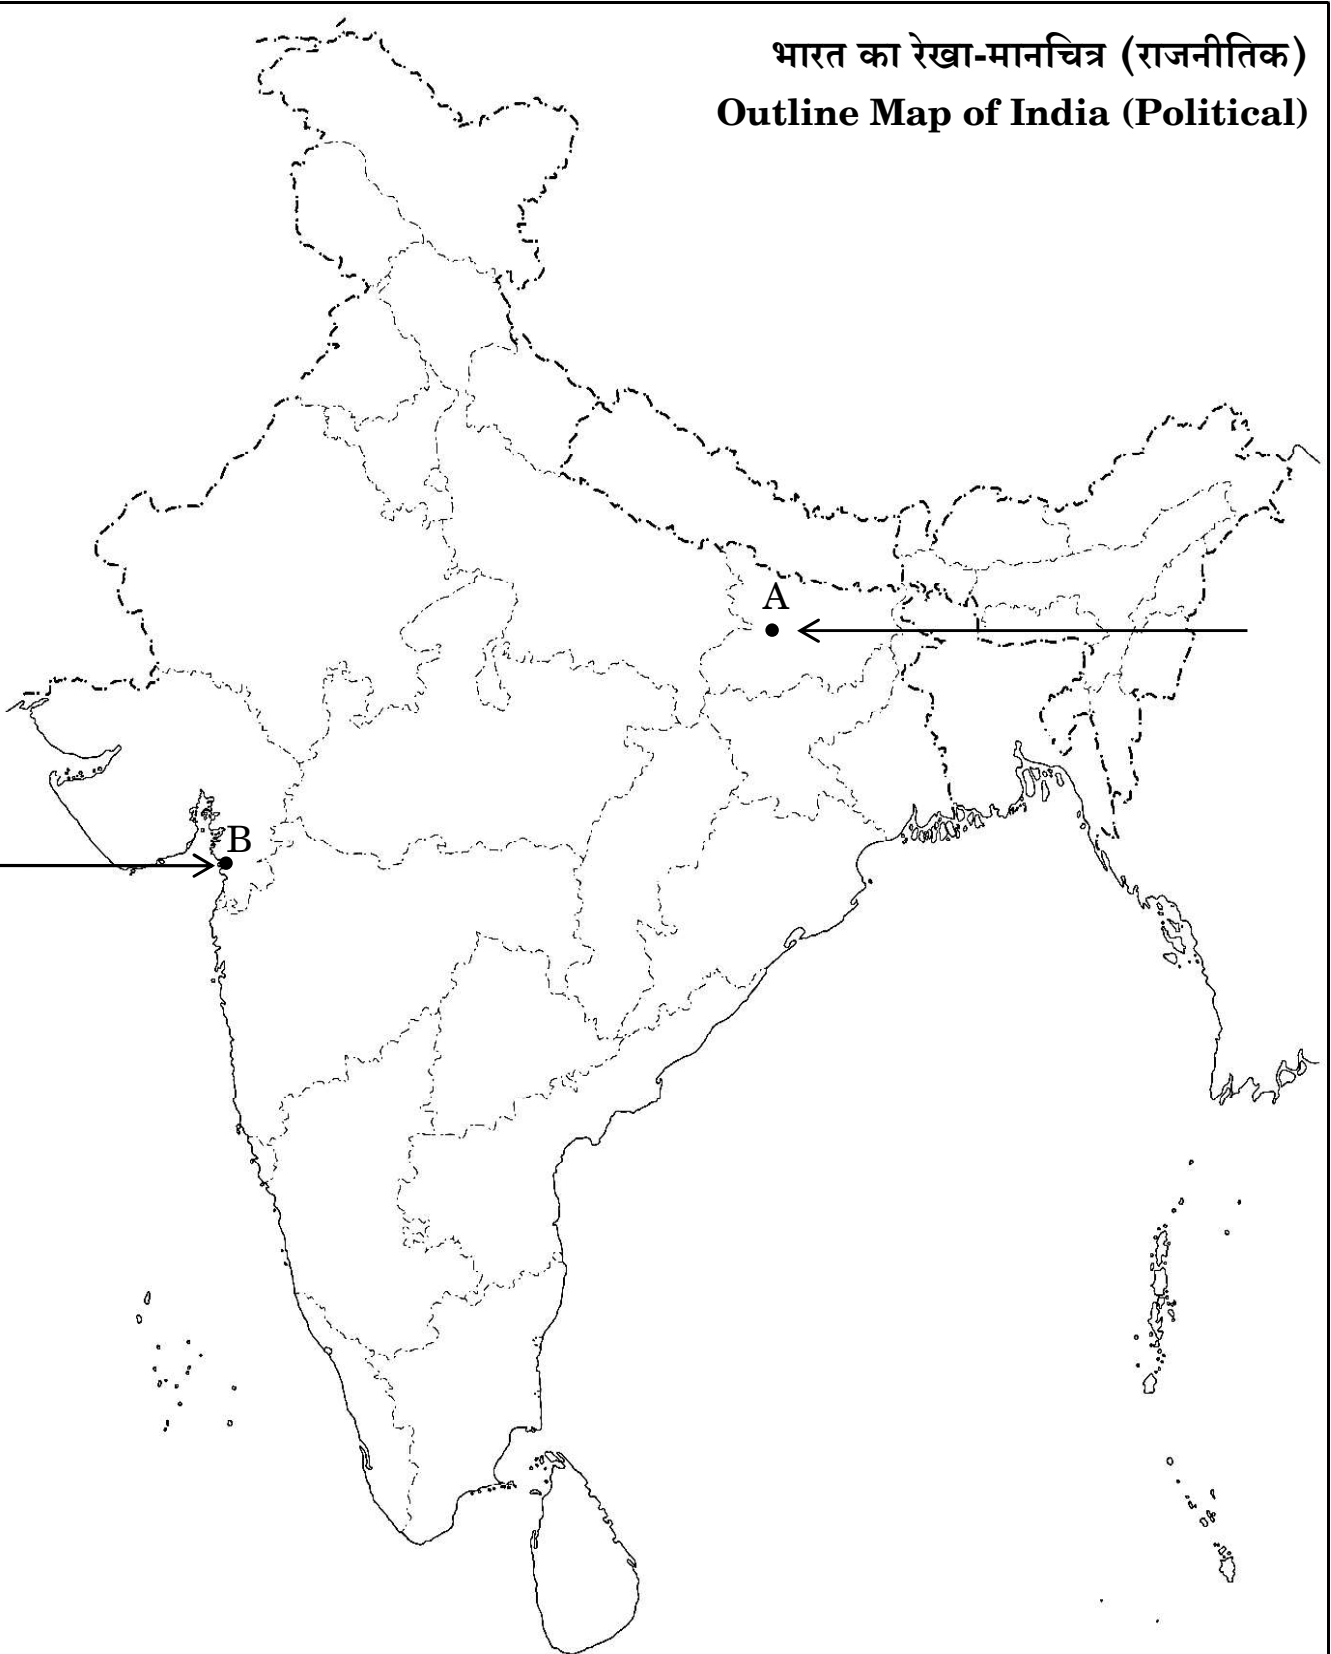 भारत का रेखा-मानचित्र (राजनीतिक)
Outline Map of India (Political)
A
B